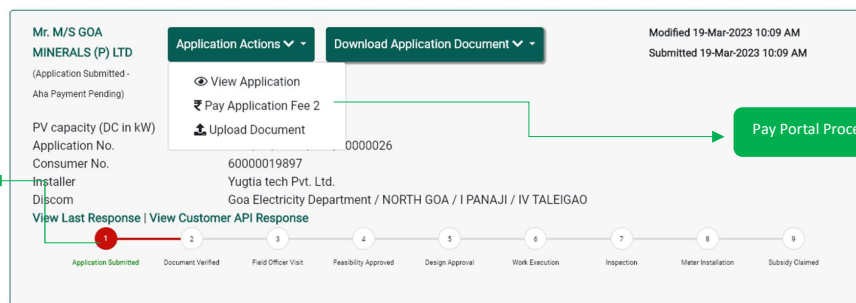 Mr. M/S GOA
MINERALS (P) LTD
(Application Submitted -
Aha Payment Pending)
Application Actions
Download Application Document
Modified 19-Mar-2023 10:09 AM
Submitted 19-Mar-2023 10:09 AM
View Application
₹ Pay Application Fee 2
Upload Document
Pay Portal Proce
PV capacity (DC in kW)
Application No. 0000026
Consumer No. 60000019897
Installer Yugtia tech Pvt. Ltd.
Discom Goa Electricity Department / NORTH GOA / I PANAJI / IV TALEIGAO
View Last Response | View Customer API Response
1 2 3 4 5 6 7 8 9
Application Submitted Document Verified Field Officer Visit Feasibility Approved Design Approval Work Execution Inspection Meter Installation Subsidy Claimed